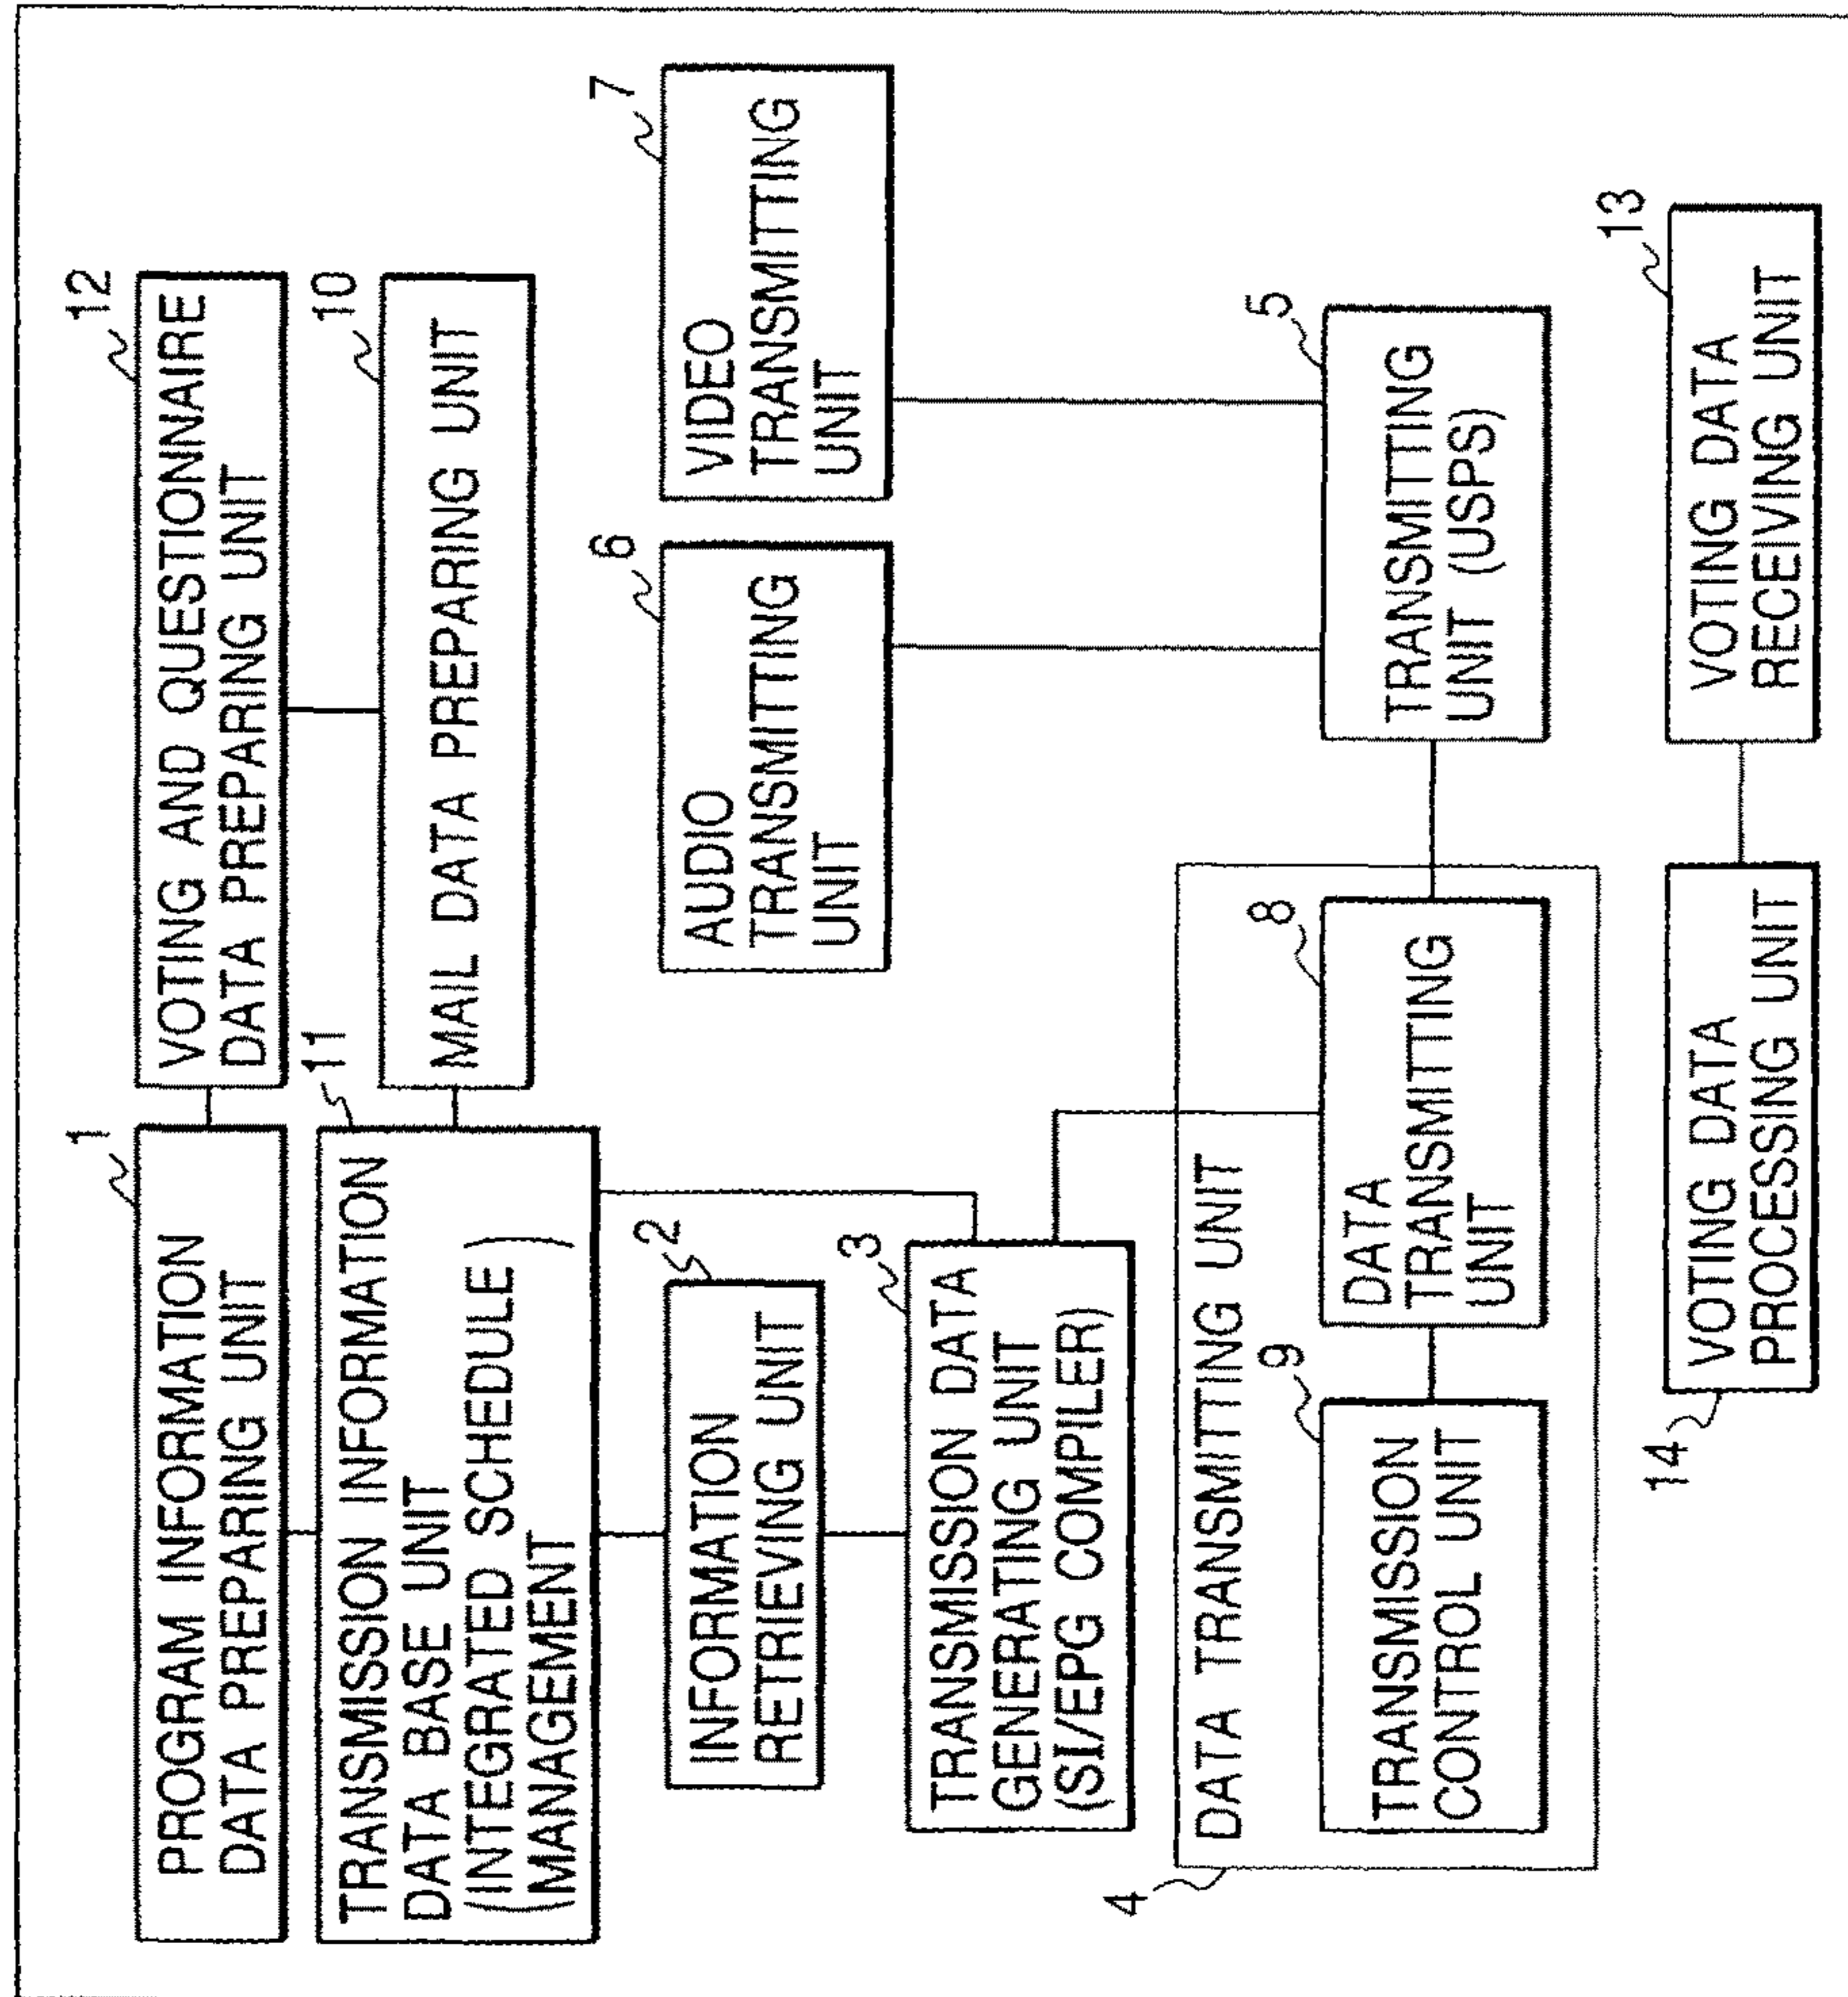 1
PROGRAM INFORMATION
DATA PREPARING UNIT
12
VOTING AND QUESTIONNAIRE
DATA PREPARING UNIT
11
TRANSMISSION INFORMATION
DATA BASE UNIT
(INTEGRATED SCHEDULE)
(MANAGEMENT
10
MAIL DATA PREPARING UNIT
2
INFORMATION
RETRIEVING UNIT
6
AUDIO
TRANSMITTING
UNIT
7
VIDEO
TRANSMITTING
UNIT
3
TRANSMISSION DATA
GENERATING UNIT
(SI/EPG COMPILER)
4
DATA TRANSMITTING UNIT
9
TRANSMISSION
CONTROL UNIT
8
DATA
TRANSMITTING
UNIT
5
TRANSMITTING
UNIT (USPS)
14
VOTING DATA
PROCESSING UNIT
13
VOTING DATA
RECEIVING UNIT